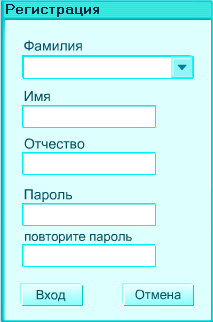 Регистрация
Фамилия
Имя
Отчество
Пароль
повторите пароль
Вход Отмена